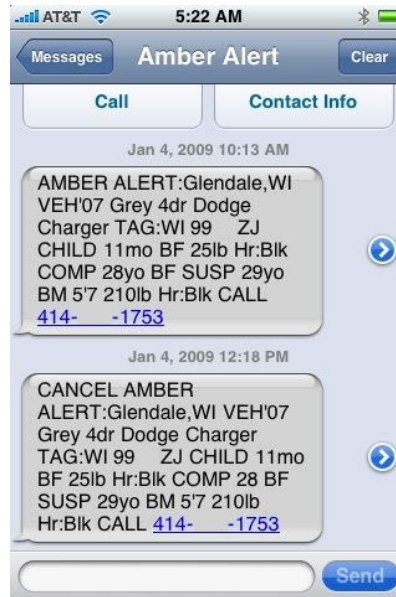 AT&T 5:22 AM
Messages Amber Alert Clear
Call Contact Info
Jan 4, 2009 10:13 AM
AMBER ALERT:Glendale,WI
VEH'07 Grey 4dr Dodge
Charger TAG:WI 99 ZJ
CHILD 11mo BF 25lb Hr:Blk
COMP 28yo BF SUSP 29yo
BM 5'7 210lb Hr:Blk CALL
414- -1753
Jan 4, 2009 12:18 PM
CANCEL AMBER
ALERT:Glendale,WI VEH'07
Grey 4dr Dodge Charger
TAG:WI 99 ZJ CHILD 11mo
BF 25lb Hr:Blk COMP 28 BF
SUSP 29yo BM 5'7 210lb
Hr:Blk CALL 414- -1753
Send